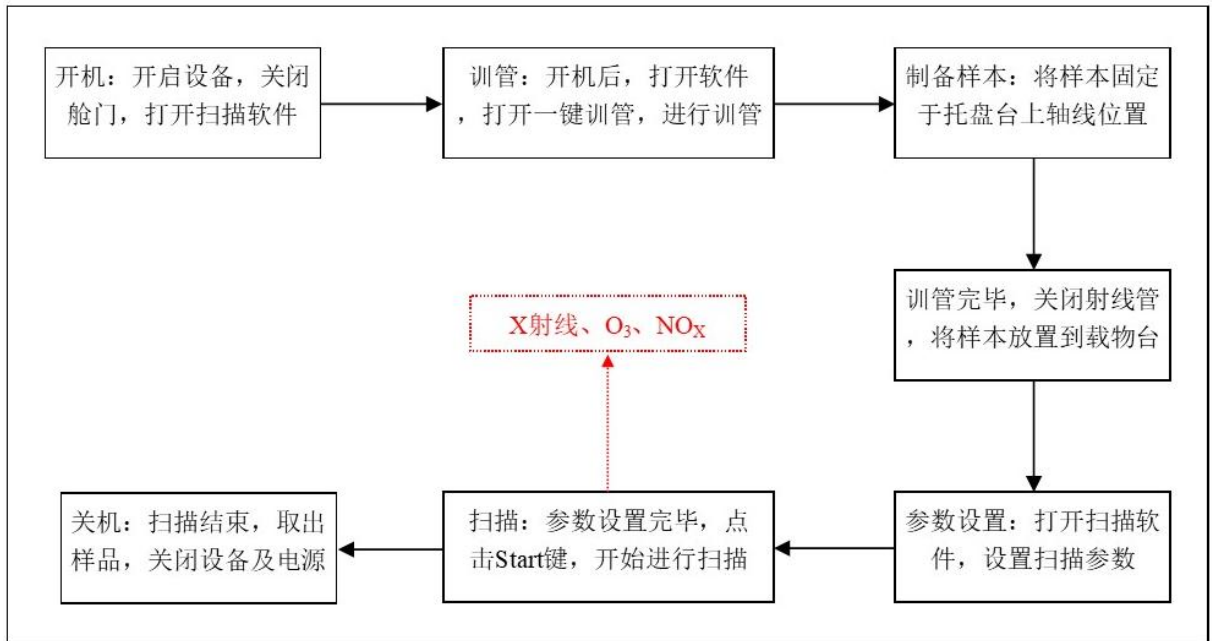 开机：开启设备，关闭
舱门，打开扫描软件
训管：开机后，打开软件
，打开一键训管，进行训管
制备样本：将样本固定
于托盘台上轴线位置
训管完毕，关闭射线管
，将样本放置到载物台
参数设置：打开扫描软
件，设置扫描参数
扫描：参数设置完毕，点
击Start键，开始进行扫描
X射线、O₃、NOₓ
关机：扫描结束，取出
样品，关闭设备及电源